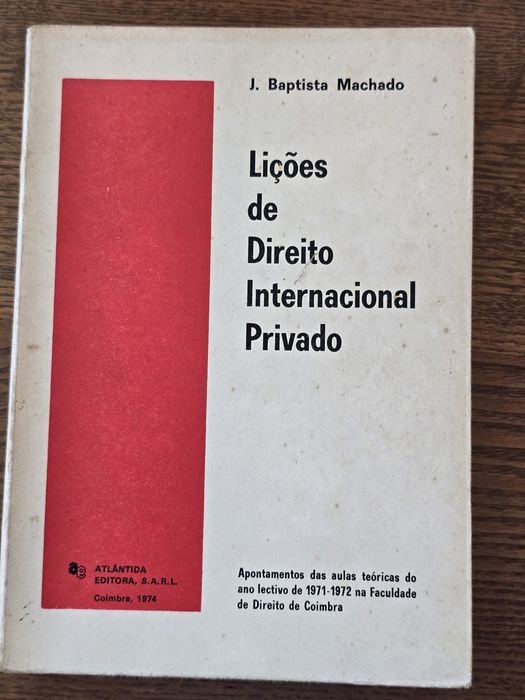 J. Baptista Machado
Lições
de
Direito
Internacional
Privado
ATLÂNTIDA
EDITORA, S.A.R.L.
Coimbra, 1974
Apontamentos das aulas teóricas do
ano lectivo de 1971-1972 na Faculdade
de Direito de Coimbra